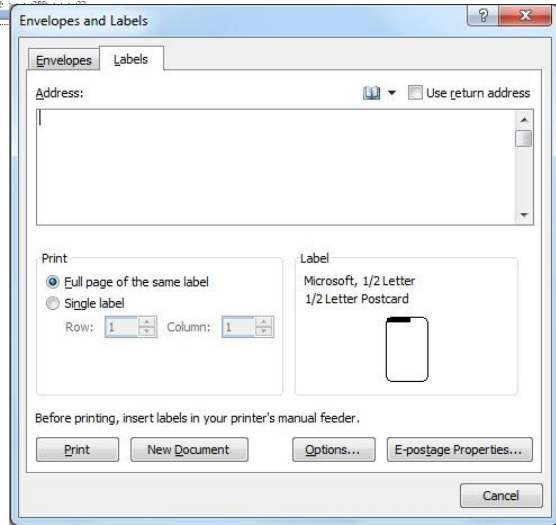 Envelopes and Labels
Envelopes Labels
Address: Use return address
Print
Full page of the same label
Single label
Row: 1 Column: 1
Label
Microsoft, 1/2 Letter
1/2 Letter Postcard
Before printing, insert labels in your printer's manual feeder.
Print New Document Options... E-postage Properties...
Cancel